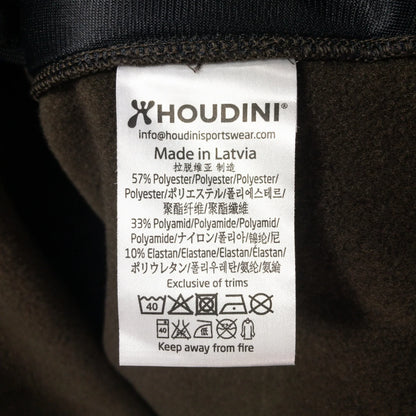 HOUDINI®
info@houdinisportswear.com
Made in Latvia
拉脱维亚 制造
57% Polyester/Polyester/Polyester/
Polyester/ポリエステル/폴리에스테르/
聚酯纤维/聚酯纖維
33% Polyamid/Polyamide/Polyamid/
Polyamide/ナイロン/폴리아/锦纶/尼
10% Elastan/Elastane/Elastan/Élastan/
ポリウレタン/폴리우레탄/氨纶/氨綸
Exclusive of trims
40
40 低
Keep away from fire